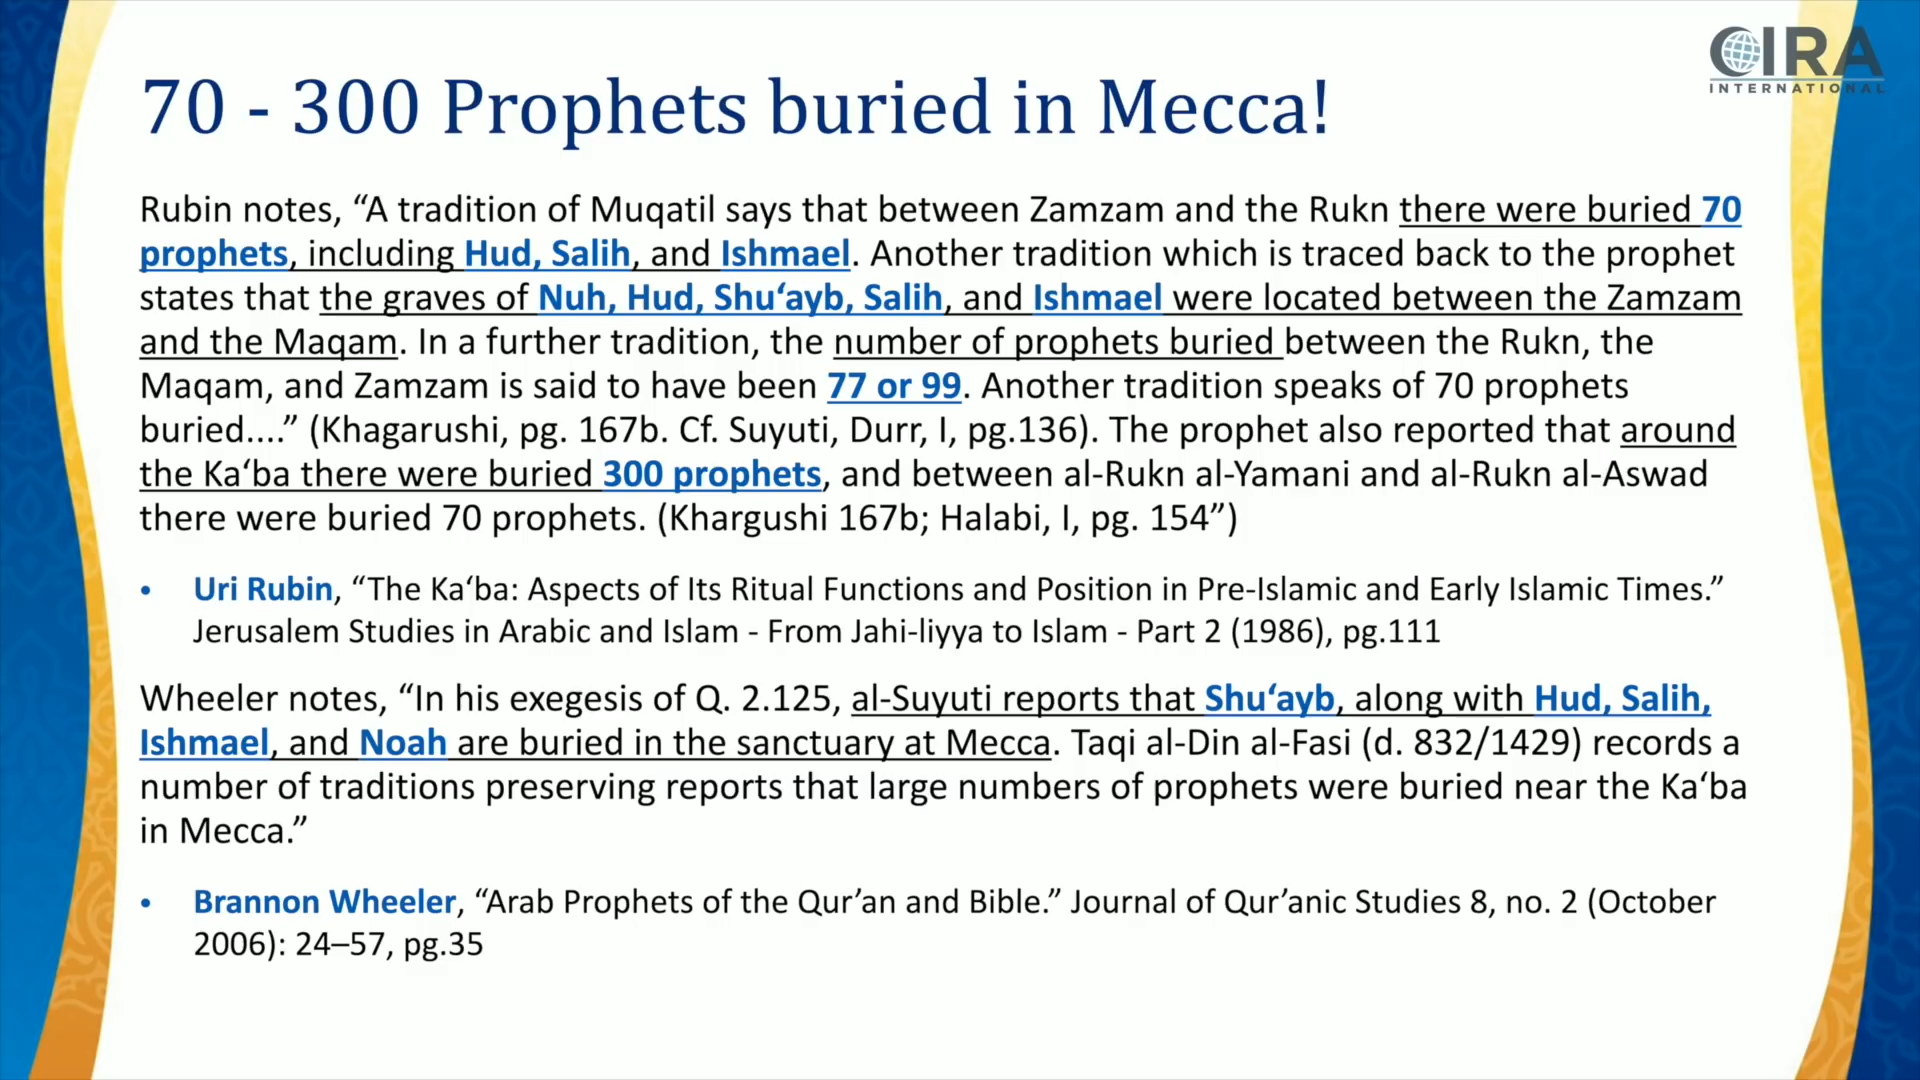 CIRA
INTERNATIONAL
70 - 300 Prophets buried in Mecca!
Rubin notes, “A tradition of Muqatil says that between Zamzam and the Rukn there were buried 70
prophets, including Hud, Salih, and Ishmael. Another tradition which is traced back to the prophet
states that the graves of Nuh, Hud, Shu‘ayb, Salih, and Ishmael were located between the Zamzam
and the Maqam. In a further tradition, the number of prophets buried between the Rukn, the
Maqam, and Zamzam is said to have been 77 or 99. Another tradition speaks of 70 prophets
buried....” (Khagarushi, pg. 167b. Cf. Suyuti, Durr, I, pg.136). The prophet also reported that around
the Ka‘ba there were buried 300 prophets, and between al-Rukn al-Yamani and al-Rukn al-Aswad
there were buried 70 prophets. (Khargushi 167b; Halabi, I, pg. 154”)
• Uri Rubin, “The Ka‘ba: Aspects of Its Ritual Functions and Position in Pre-Islamic and Early Islamic Times.”
Jerusalem Studies in Arabic and Islam - From Jahi-liyya to Islam - Part 2 (1986), pg.111
Wheeler notes, “In his exegesis of Q. 2.125, al-Suyuti reports that Shu‘ayb, along with Hud, Salih,
Ishmael, and Noah are buried in the sanctuary at Mecca. Taqi al-Din al-Fasi (d. 832/1429) records a
number of traditions preserving reports that large numbers of prophets were buried near the Ka‘ba
in Mecca.”
• Brannon Wheeler, “Arab Prophets of the Qur’an and Bible.” Journal of Qur’anic Studies 8, no. 2 (October
2006): 24–57, pg.35